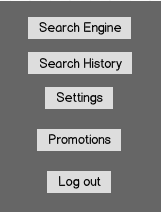 Search Engine
Search History
Settings
Promotions
Log out